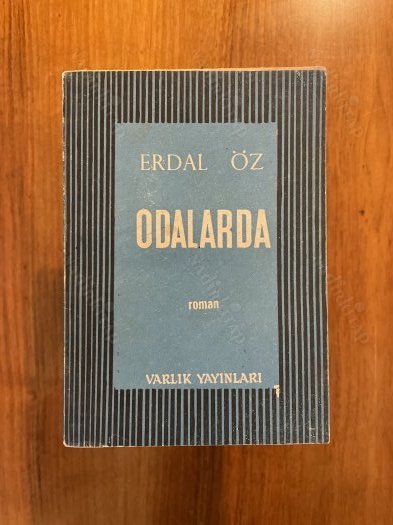 ERDAL ÖZ
ODALARDA
roman
VARLIK YAYINLARI